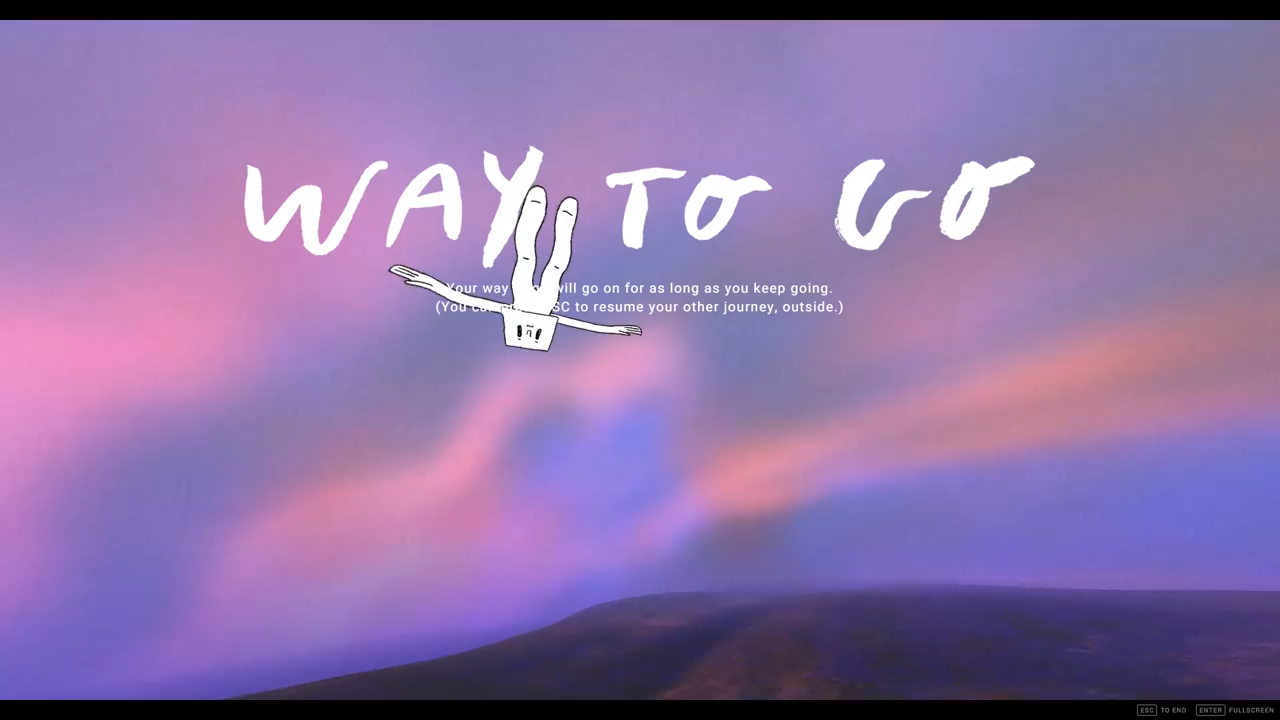 WAY TO GO
Your way will go on for as long as you keep going.
(You SC to resume your other journey, outside.)
ESC TO END ENTER FULLSCREEN